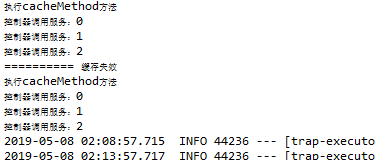 执行cacheMethod方法
控制器调用服务：0
控制器调用服务：1
控制器调用服务：2
========== 缓存失效
执行cacheMethod方法
控制器调用服务：0
控制器调用服务：1
控制器调用服务：2
2019-05-08 02:08:57.715  INFO 44236 --- [trap-executo
2019-05-08 02:13:57.717  INFO 44236 --- [trap-executo